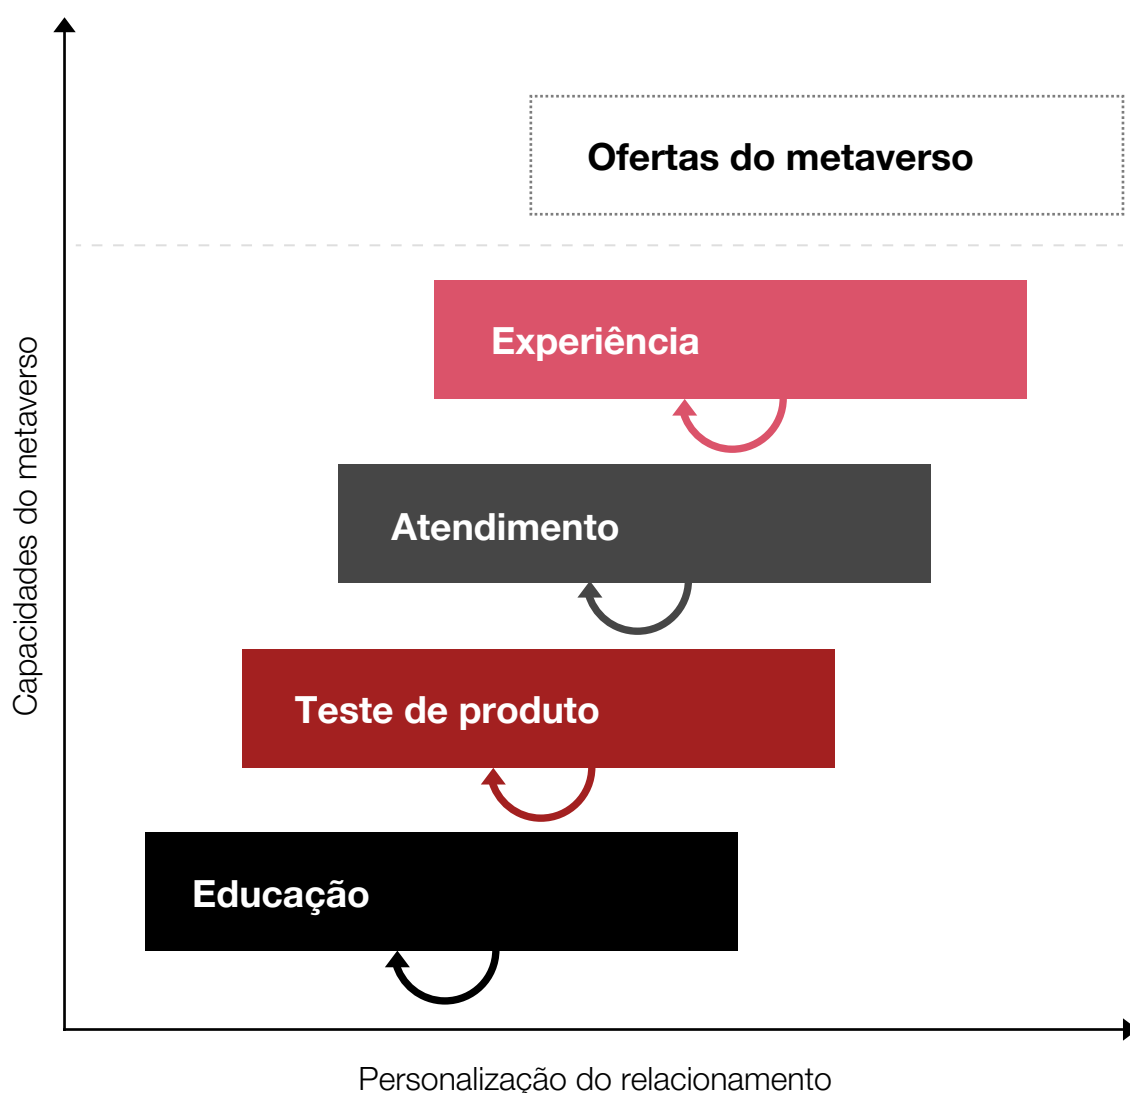 Ofertas do metaverso
Experiência
Atendimento
Teste de produto
Educação
Capacidades do metaverso
Personalização do relacionamento